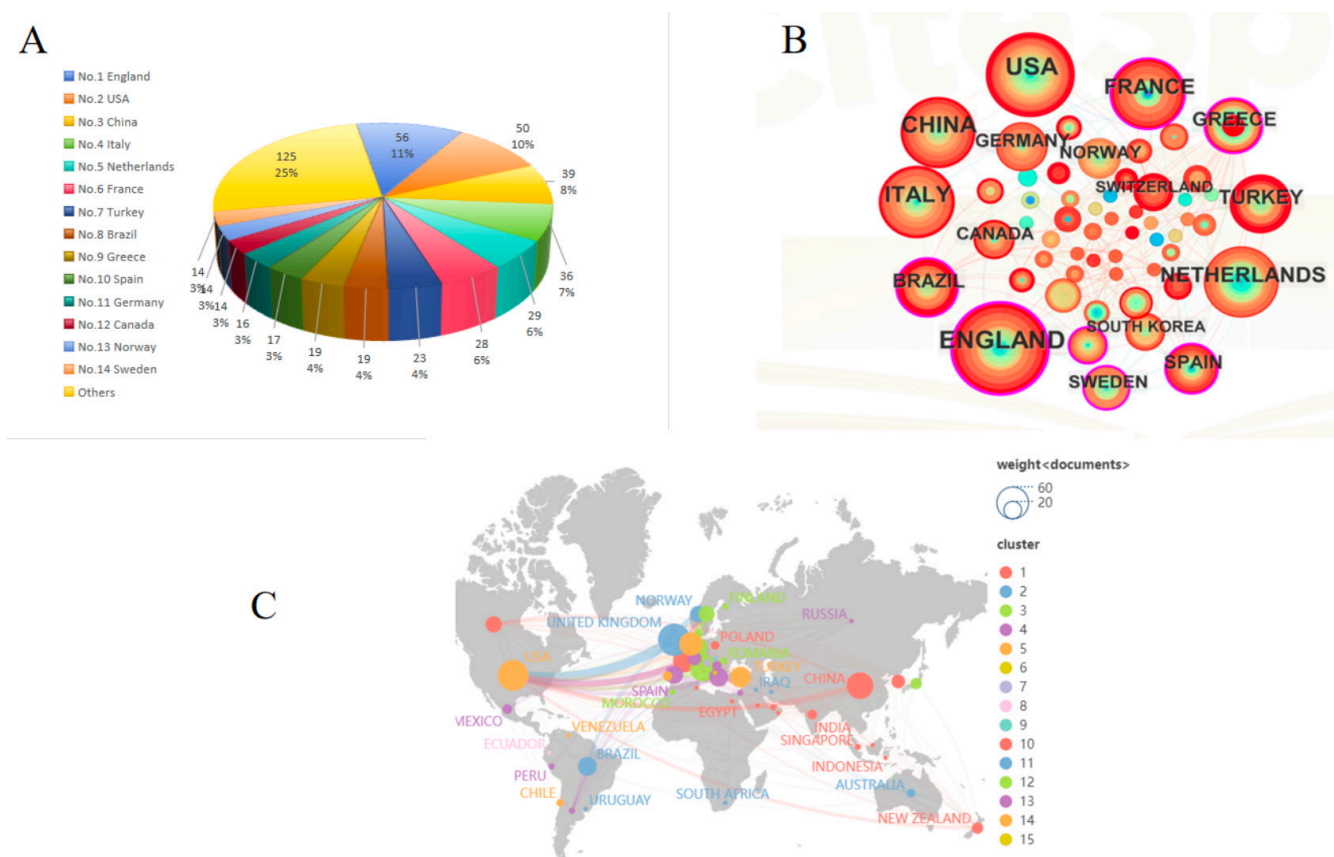 A
No.1 England
No.2 USA
No.3 China
No.4 Italy
No.5 Netherlands
No.6 France
No.7 Turkey
No.8 Brazil
No.9 Greece
No.10 Spain
No.11 Germany
No.12 Canada
No.13 Norway
No.14 Sweden
Others
125
25%
56
11%
50
10%
39
8%
36
7%
29
6%
28
6%
23
4%
19
4%
19
4%
17
3%
16
3%
14
3%
14
3%
14
3%
B
USA
FRANCE
GREECE
CHINA
GERMANY
NORWAY
SWITZERLAND
ITALY
TURKEY
CANADA
BRAZIL
NETHERLANDS
ENGLAND
SOUTH KOREA
SPAIN
SWEDEN
C
weight<documents>
60
20
cluster
1
2
3
4
5
6
7
8
9
10
11
12
13
14
15
NORWAY
FINLAND
UNITED KINGDOM
RUSSIA
POLAND
USA
ROMANIA
TURKEY
SPAIN
IRAQ
CHINA
MOROCCO
EGYPT
MEXICO
VENEZUELA
INDIA
SINGAPORE
ECUADOR
BRAZIL
INDONESIA
PERU
CHILE
URUGUAY
SOUTH AFRICA
AUSTRALIA
NEW ZEALAND